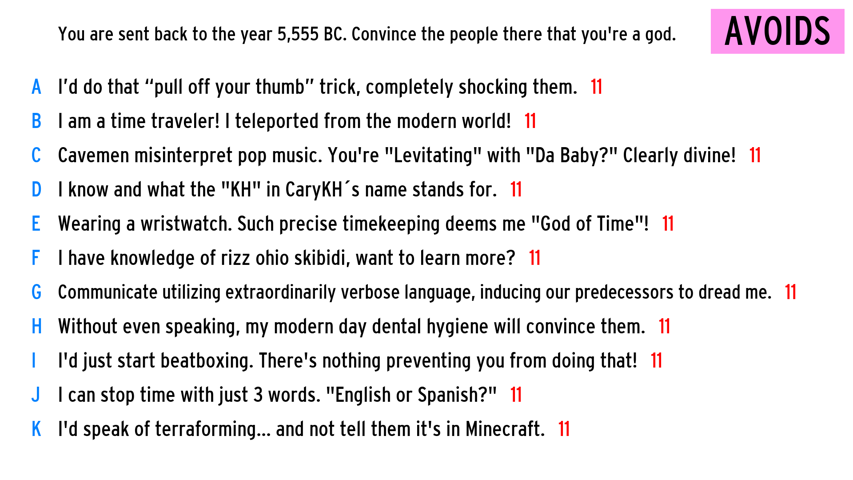 You are sent back to the year 5,555 BC. Convince the people there that you're a god.
AVOIDS
A I’d do that “pull off your thumb” trick, completely shocking them. 11
B I am a time traveler! I teleported from the modern world! 11
C Cavemen misinterpret pop music. You're "Levitating" with "Da Baby?" Clearly divine! 11
D I know and what the "KH" in CaryKH´s name stands for. 11
E Wearing a wristwatch. Such precise timekeeping deems me "God of Time"! 11
F I have knowledge of rizz ohio skibidi, want to learn more? 11
G Communicate utilizing extraordinarily verbose language, inducing our predecessors to dread me. 11
H Without even speaking, my modern day dental hygiene will convince them. 11
I I'd just start beatboxing. There's nothing preventing you from doing that! 11
J I can stop time with just 3 words. "English or Spanish?" 11
K I'd speak of terraforming... and not tell them it's in Minecraft. 11